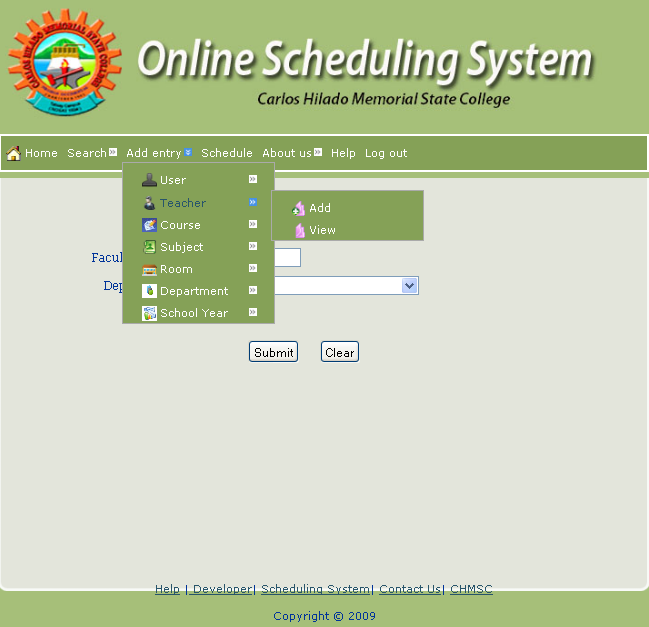 CARLOS HILADO MEMORIAL STATE COLLEGE
Online Scheduling System
Carlos Hilado Memorial State College
Home Search Add entry Schedule About us Help Log out
User
Teacher
Add
Course
View
Subject
Facul
Room
Dep
Department
School Year
Submit Clear
Help | Developer| Scheduling System| Contact Us| CHMSC
Copyright © 2009